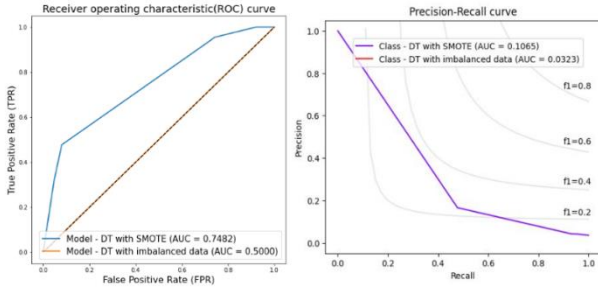 Receiver operating characteristic(ROC) curve
True Positive Rate (TPR)
1.0
0.8
0.6
0.4
0.2
0.0
Model - DT with SMOTE (AUC = 0.7482)
Model - DT with imbalanced data (AUC = 0.5000)
0.0 0.2 0.4 0.6 0.8 1.0
False Positive Rate (FPR)
Precision-Recall curve
Precision
1.0
0.8
0.6
0.4
0.2
0.0
Class - DT with SMOTE (AUC = 0.1065)
Class - DT with imbalanced data (AUC = 0.0323)
f1=0.8
f1=0.6
f1=0.4
f1=0.2
0.0 0.2 0.4 0.6 0.8 1.0
Recall